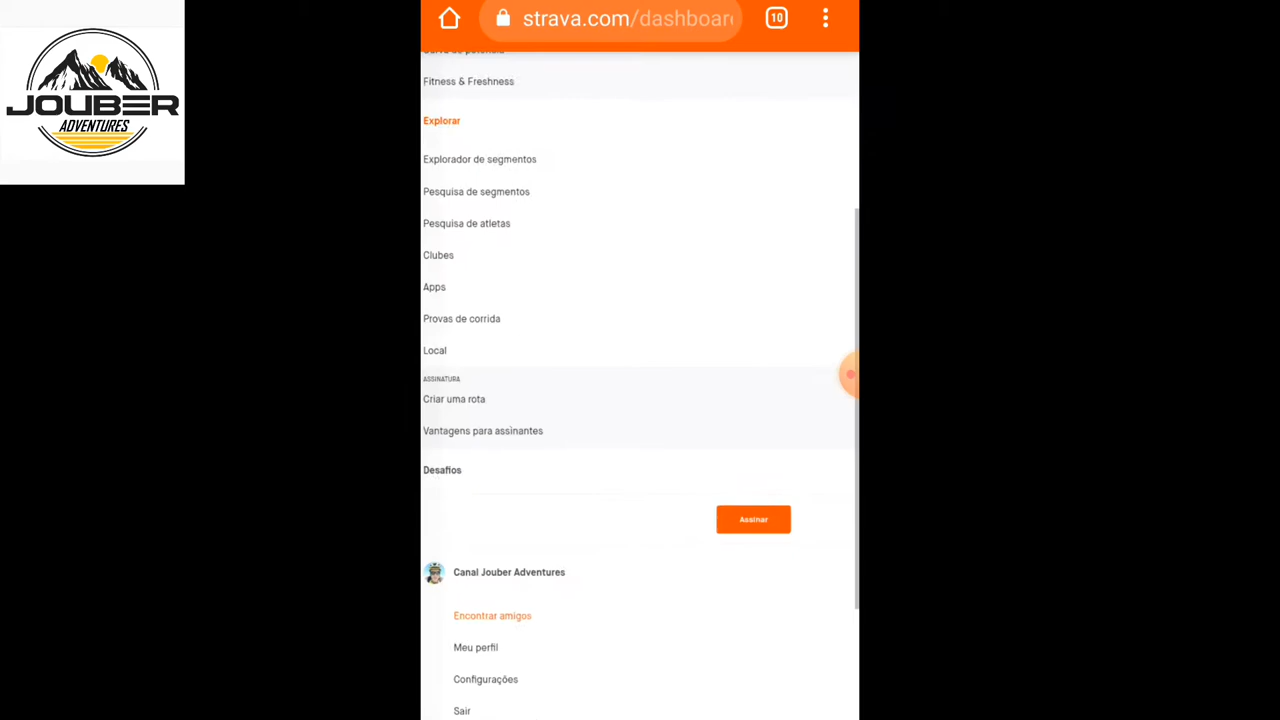 JOUBER
ADVENTURES
strava.com/dashboar
10
Fitness & Freshness
Explorar
Explorador de segmentos
Pesquisa de segmentos
Pesquisa de atletas
Clubes
Apps
Provas de corrida
Local
ASSINATURA
Criar uma rota
Vantagens para assinantes
Desafios
Assinar
Canal Jouber Adventures
Encontrar amigos
Meu perfil
Configurações
Sair